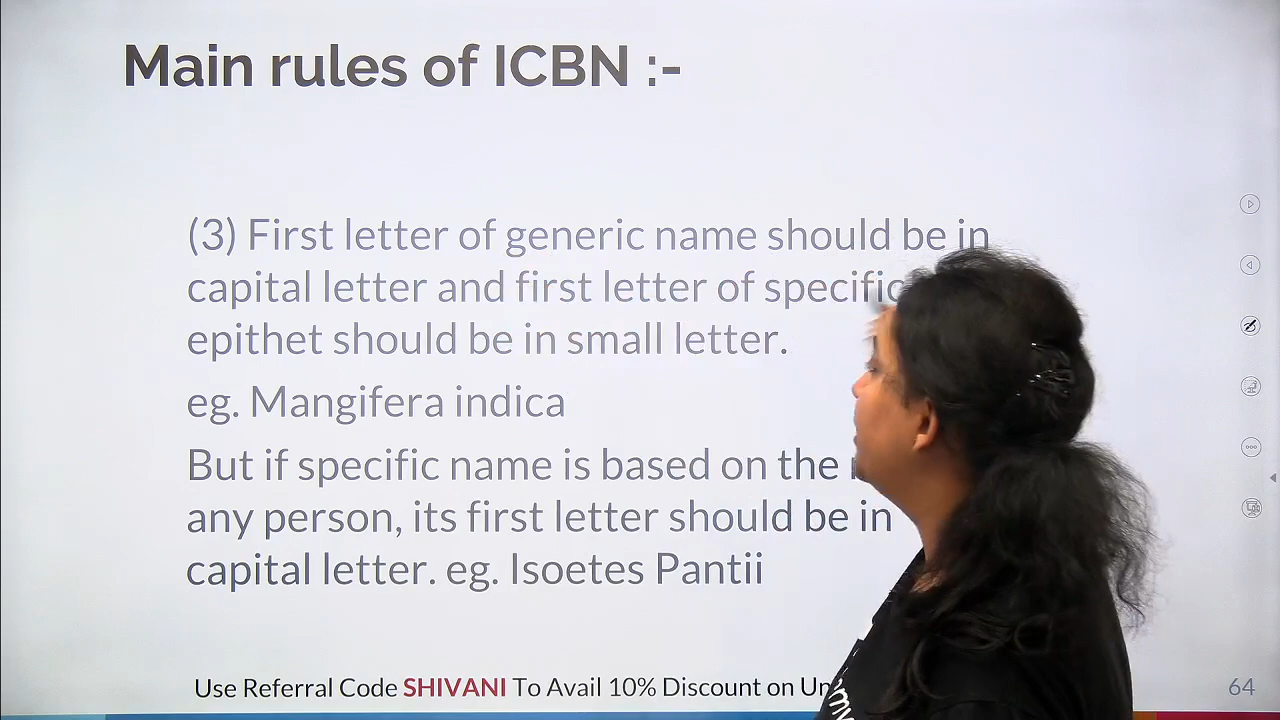 Main rules of ICBN :-
(3) First letter of generic name should be in
capital letter and first letter of specific
epithet should be in small letter.
eg. Mangifera indica
But if specific name is based on the
any person, its first letter should be in
capital letter. eg. Isoetes Pantii
Use Referral Code SHIVANI To Avail 10% Discount on
64